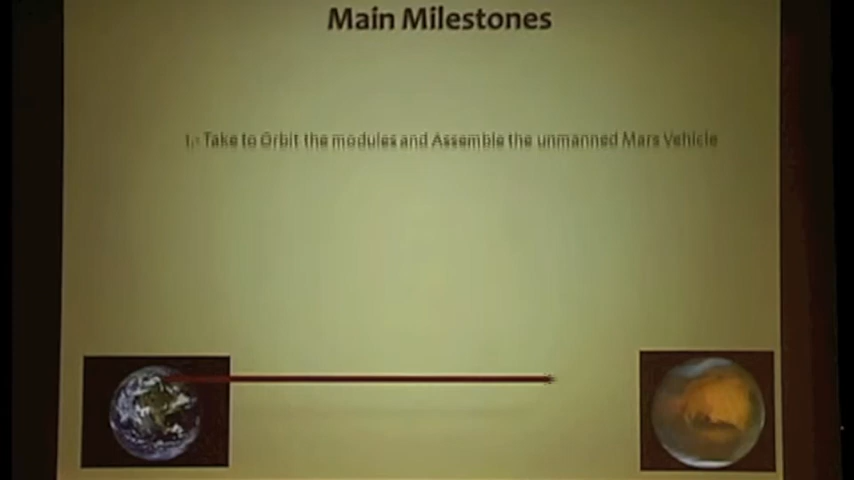 Main Milestones
1.- Take to Orbit the modules and Assemble the unmanned Mars Vehicle